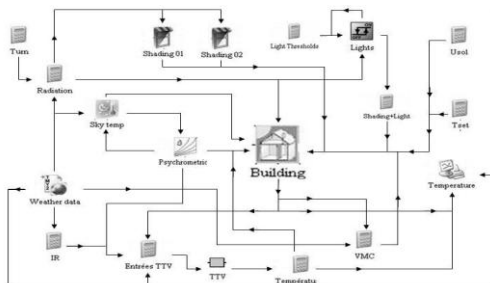 Turn
Radiation
Shading 01
Shading 02
Light Thresholds
Lights
Usol
Sky temp
Psychrometric
Shading+Light
Tset
Building
Temperature
Weather data
IR
Entrées TTV
TTV
Températu
VMC